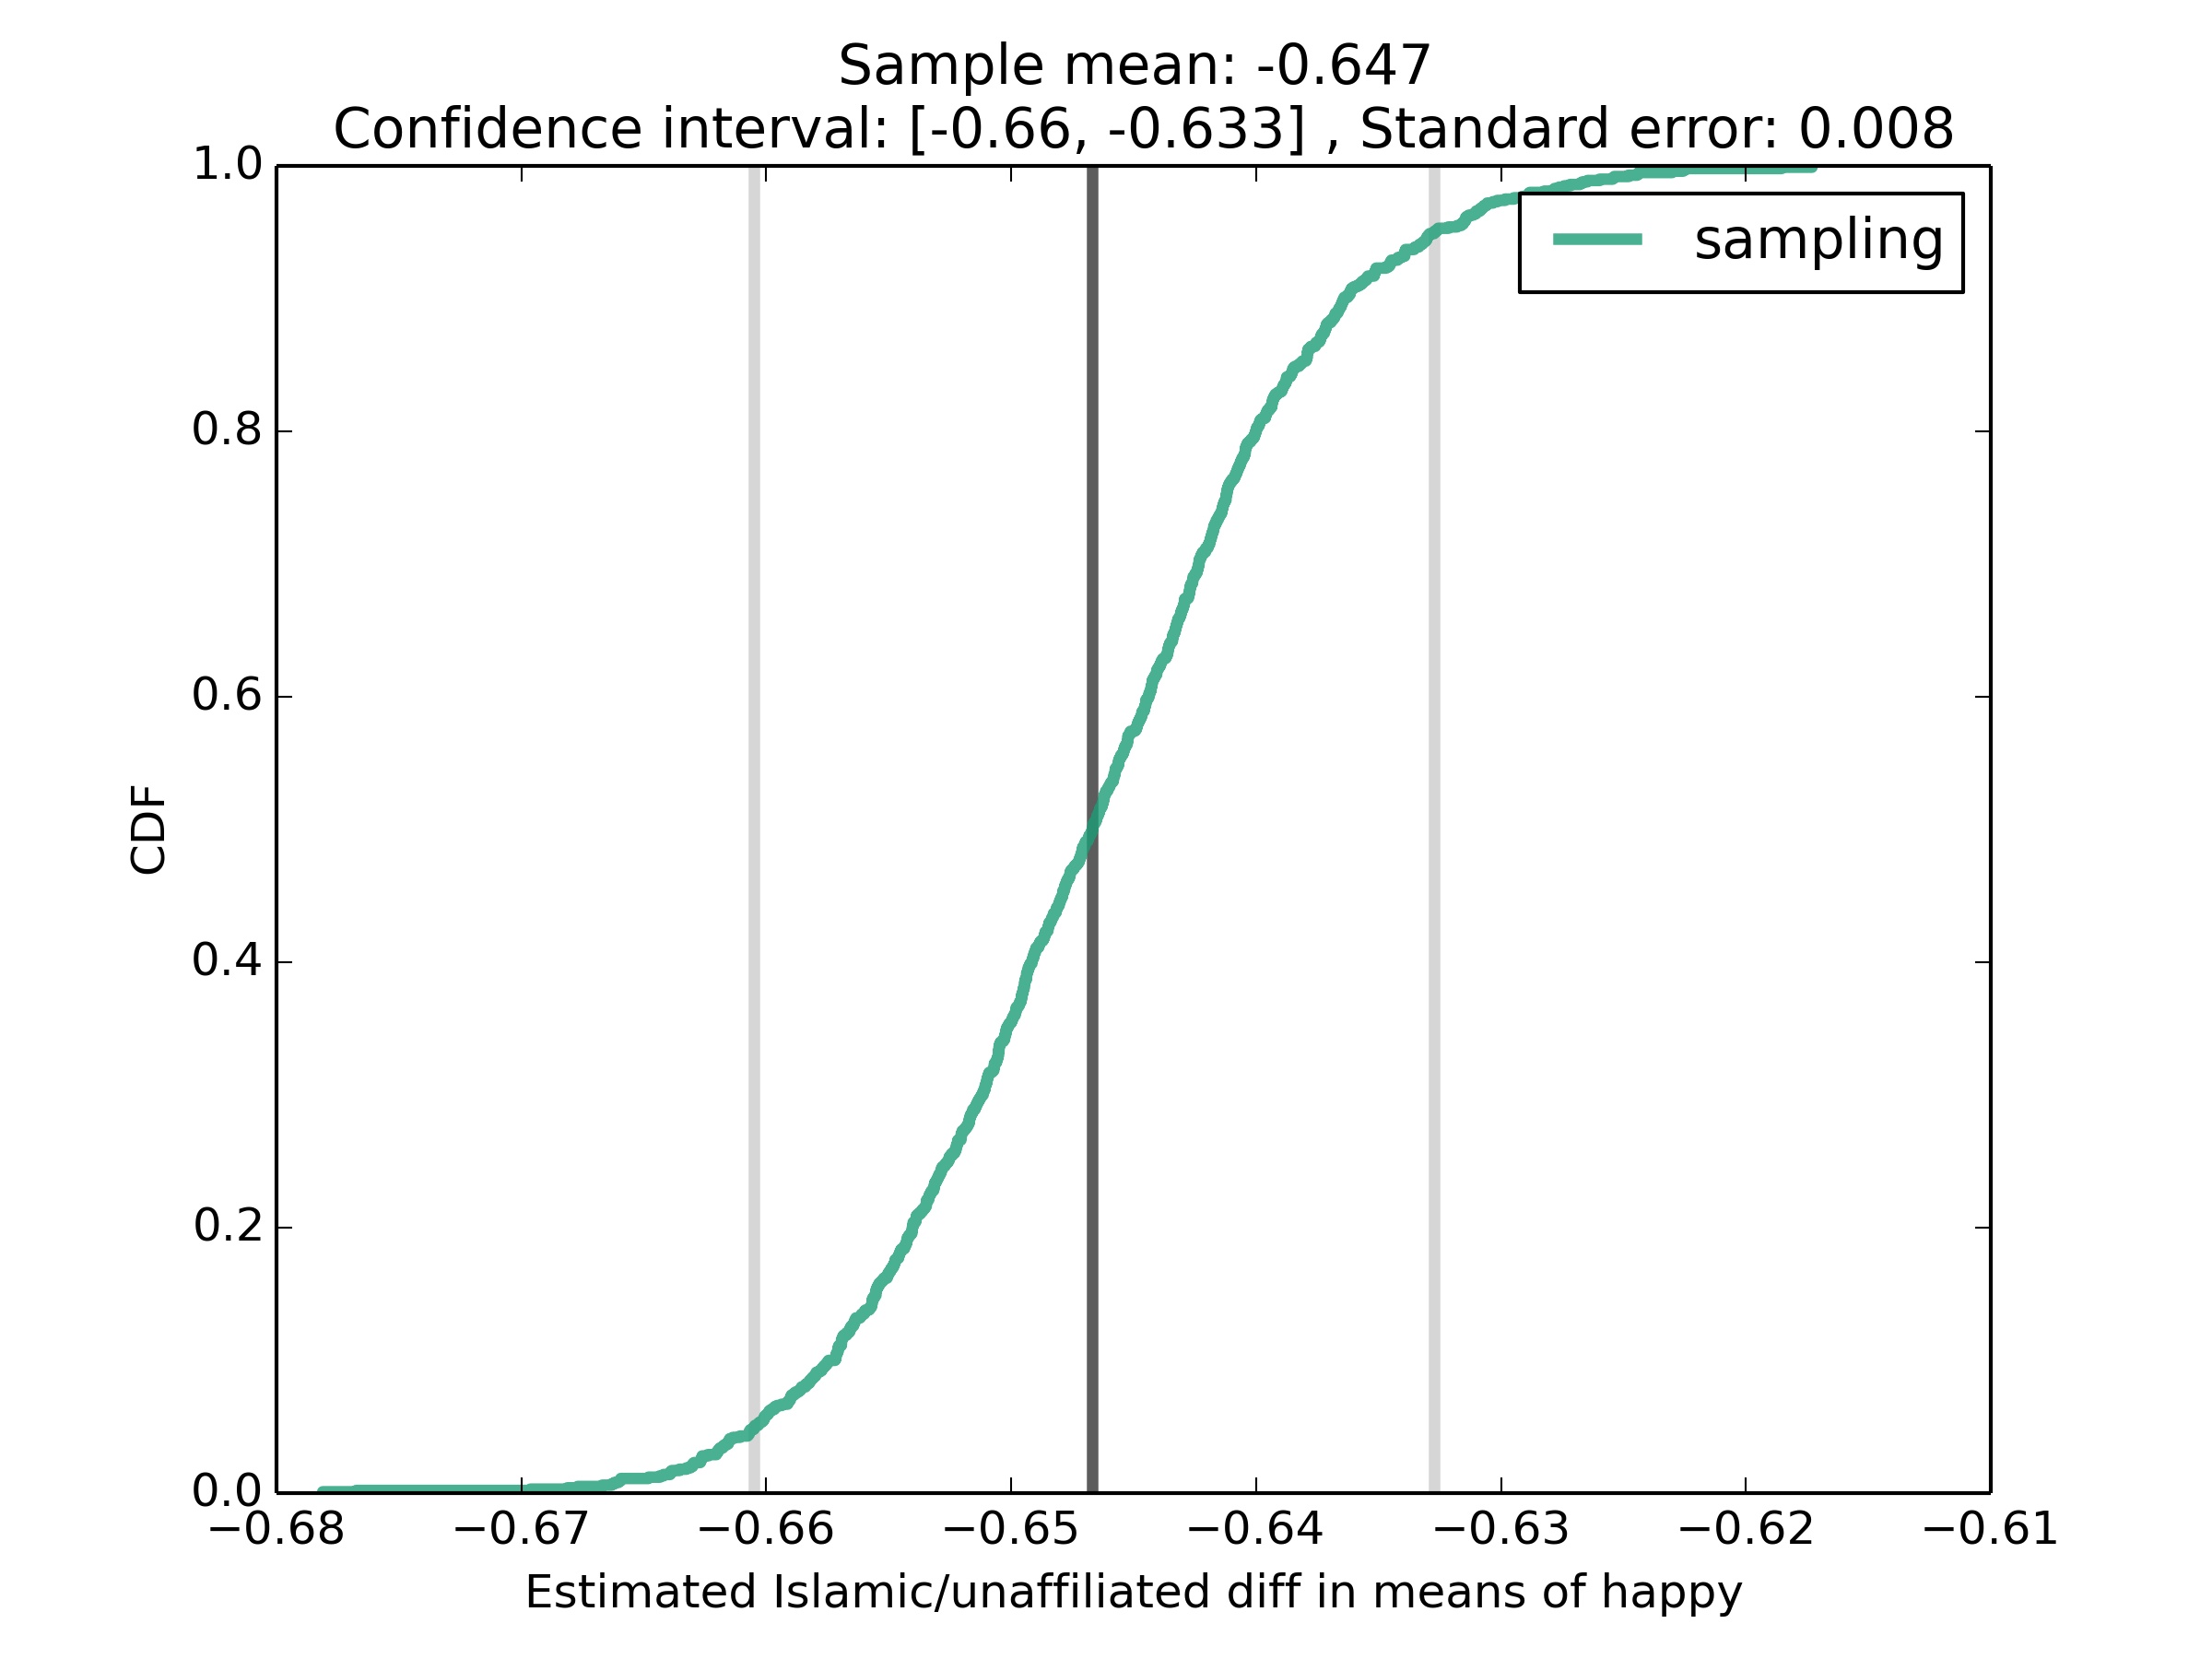 Sample mean: -0.647
Confidence interval: [-0.66, -0.633] , Standard error: 0.008
1.0
0.8
0.6
0.4
0.2
0.0
CDF
sampling
−0.68 −0.67 −0.66 −0.65 −0.64 −0.63 −0.62 −0.61
Estimated Islamic/unaffiliated diff in means of happy